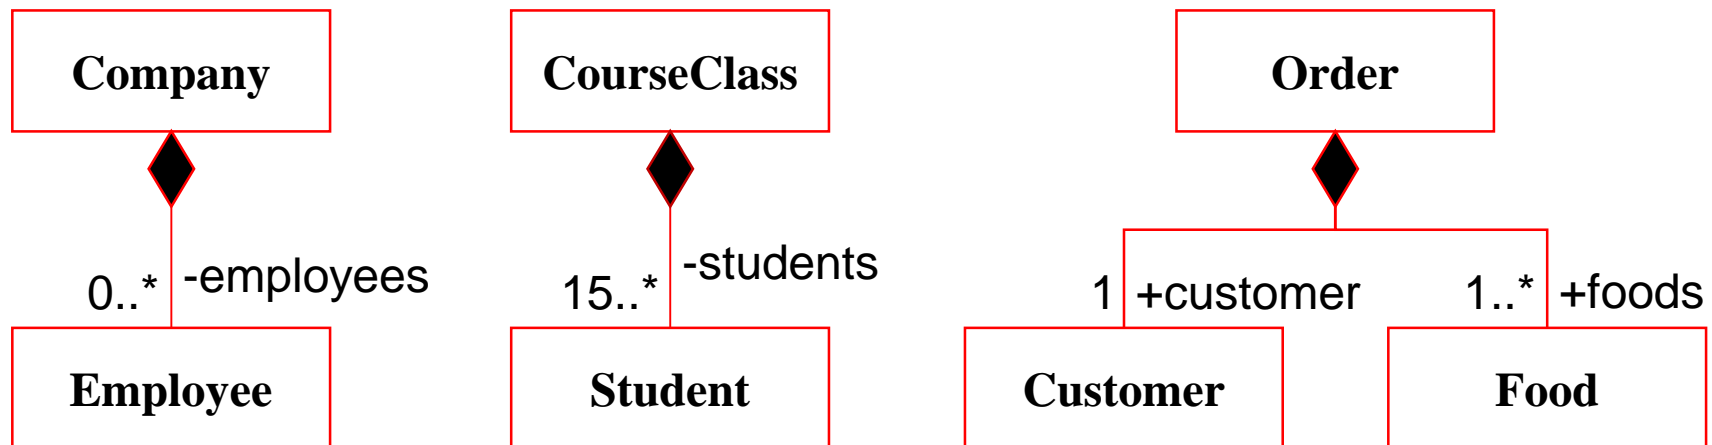 Company
CourseClass
Order
0..*
-employees
15..*
-students
1
+customer
1..*
+foods
Employee
Student
Customer
Food